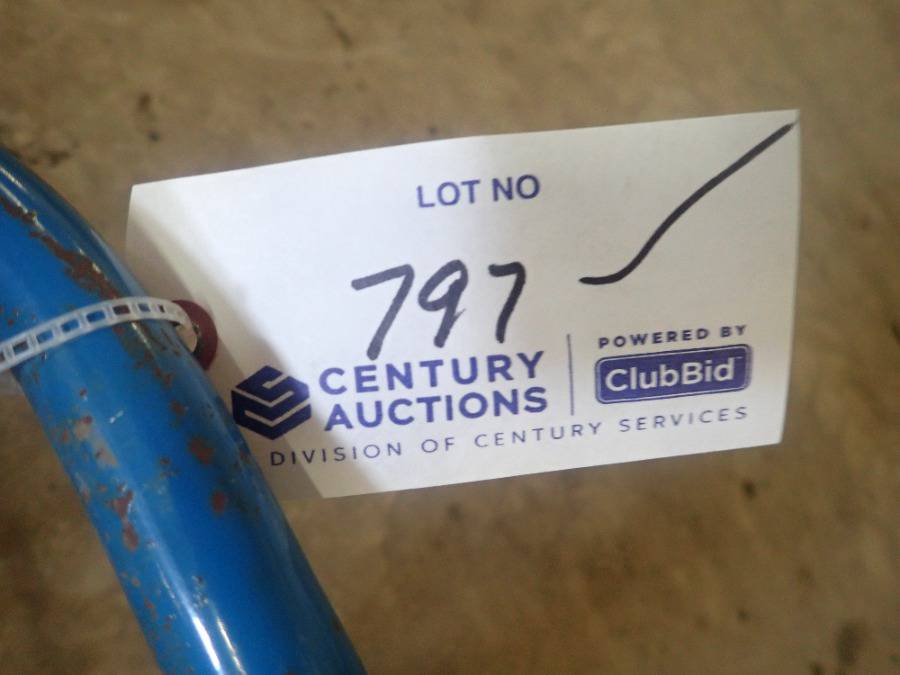 LOT NO
797
CENTURY
AUCTIONS
DIVISION OF CENTURY SERVICES
POWERED BY
ClubBid